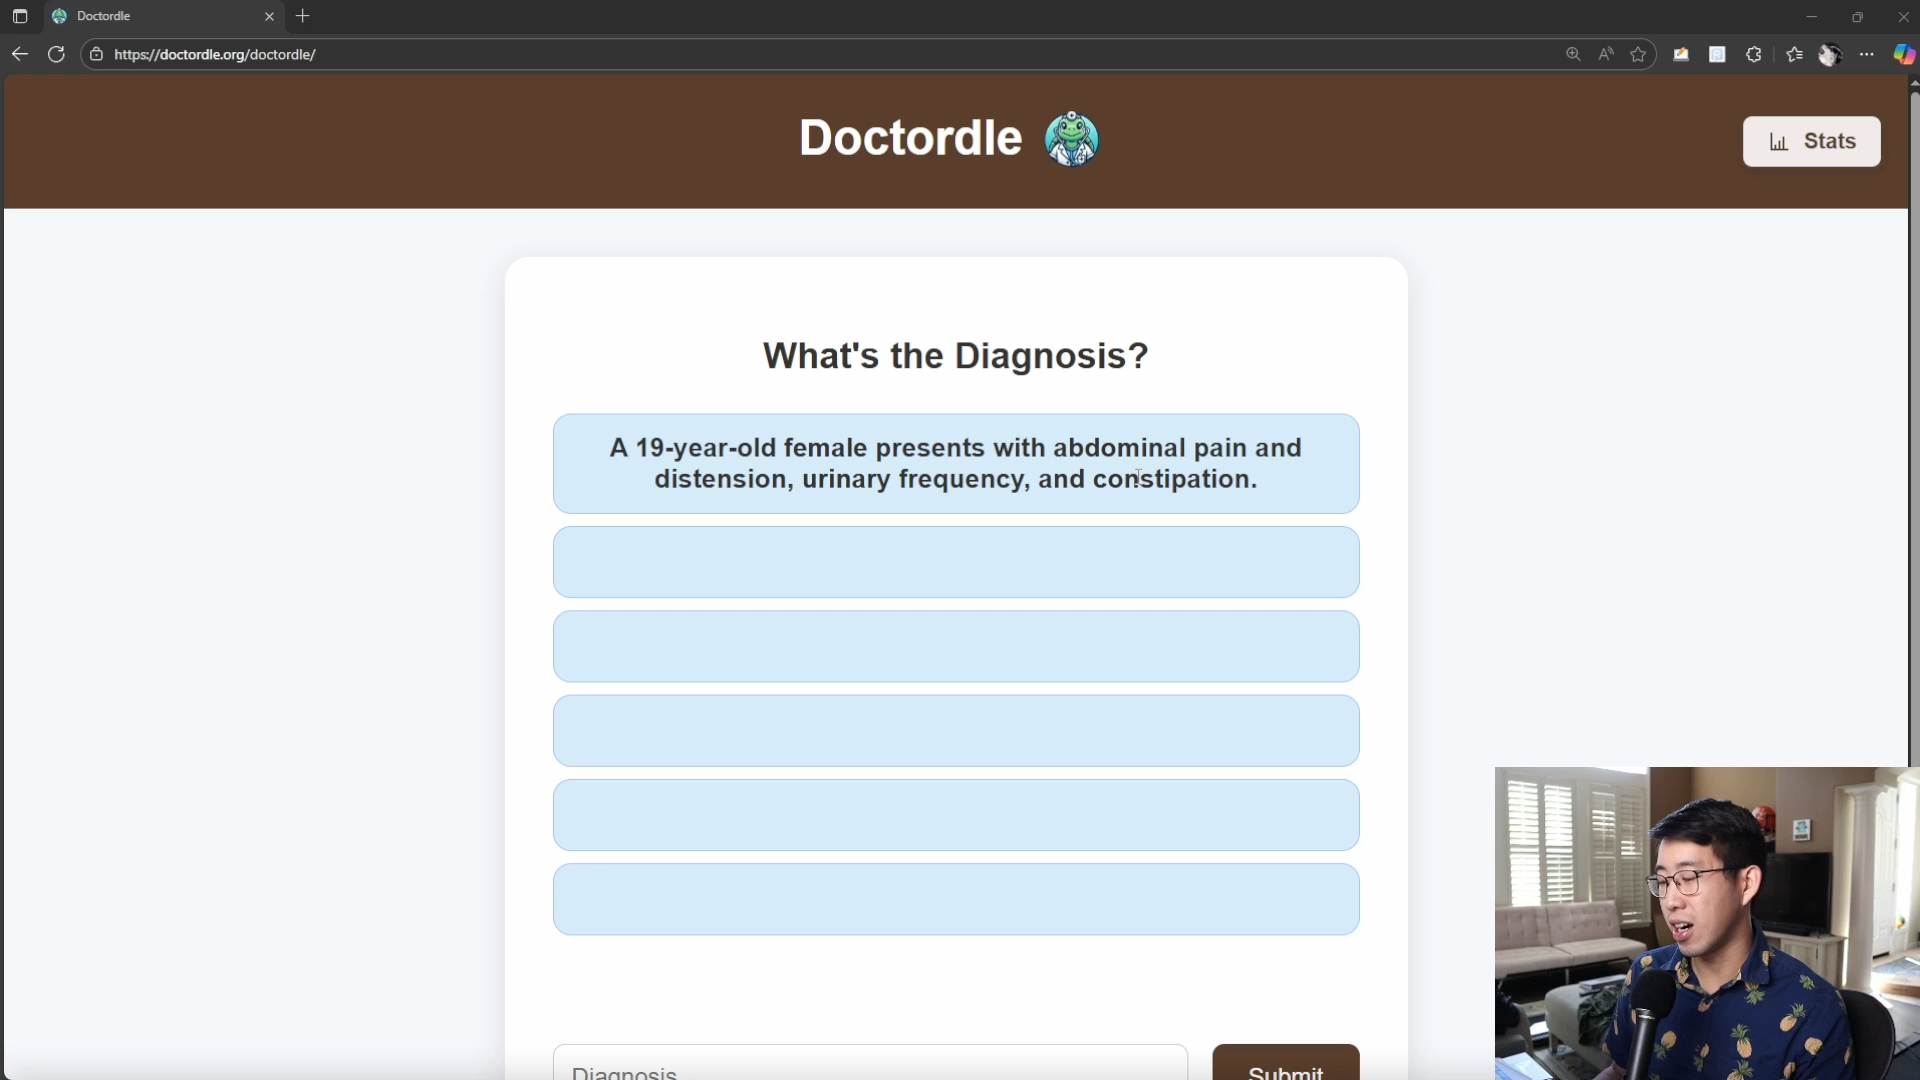 Doctordle
https://doctordle.org/doctordle/
Doctordle
Stats
What's the Diagnosis?
A 19-year-old female presents with abdominal pain and
distension, urinary frequency, and constipation.
Diagnosis
Submit